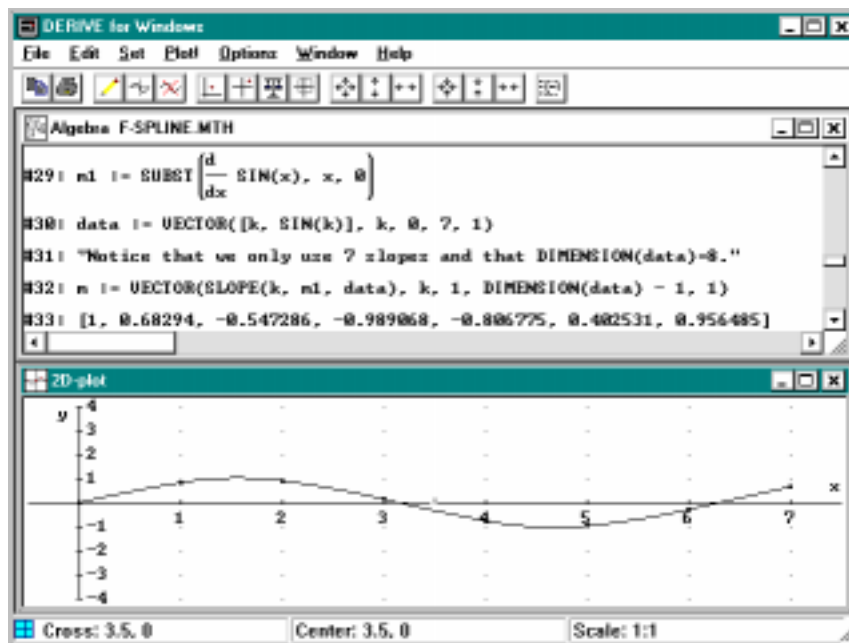 DERIVE for Windows
File Edit Set Plot! Options Window Help
Algebra F-SPLINE.MTH
#29: m1 := SUBST(d/dx SIN(x), x, 0)
#30: data := VECTOR([k, SIN(k)], k, 0, 7, 1)
#31: "Notice that we only use 7 slopes and that DIMENSION(data)=8."
#32: m := VECTOR(SLOPE(k, m1, data), k, 1, DIMENSION(data) - 1, 1)
#33: [1, 0.68294, -0.547286, -0.989068, -0.806775, 0.402531, 0.956485]
2D-plot
y
4
3
2
1
x
1 2 3 4 5 6 7
-1
-2
-3
-4
Cross: 3.5, 0 Center: 3.5, 0 Scale: 1:1